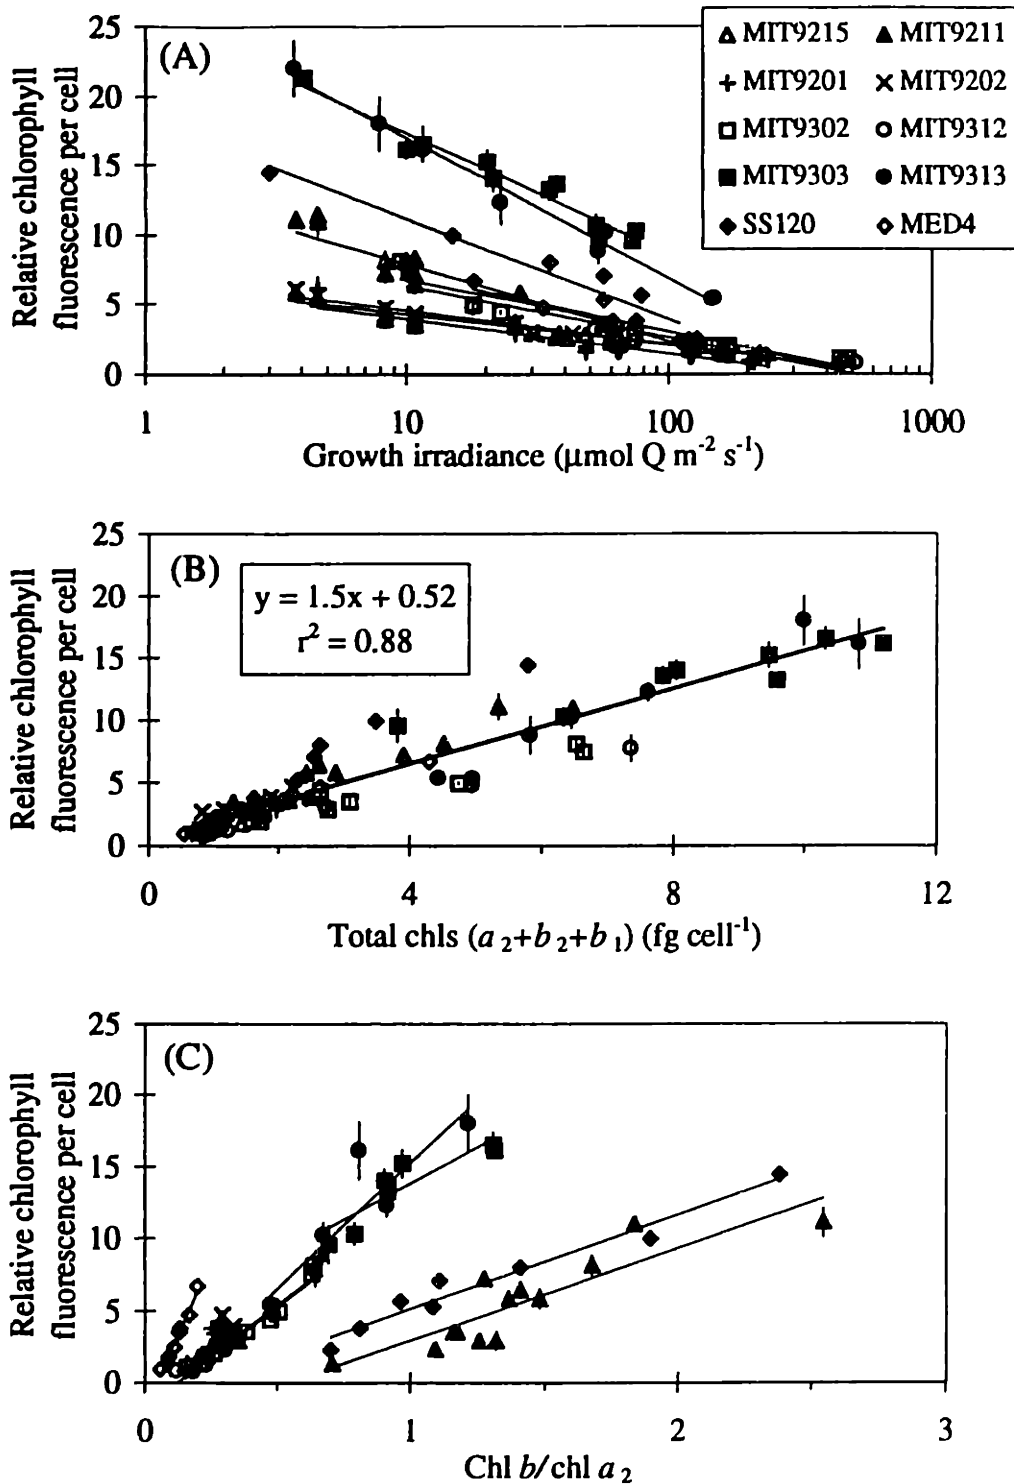 (A)
Relative chlorophyll
fluorescence per cell
25
20
15
10
5
0
1 10 100 1000
Growth irradiance (μmol Q m⁻² s⁻¹)
MIT9215 MIT9211
MIT9201 MIT9202
MIT9302 MIT9312
MIT9303 MIT9313
SS120 MED4
(B)
Relative chlorophyll
fluorescence per cell
25
20
15
10
5
0
y = 1.5x + 0.52
r² = 0.88
0 4 8 12
Total chls (a₂+b₂+b₁) (fg cell⁻¹)
(C)
Relative chlorophyll
fluorescence per cell
25
20
15
10
5
0
0 1 2 3
Chl b/chl a₂